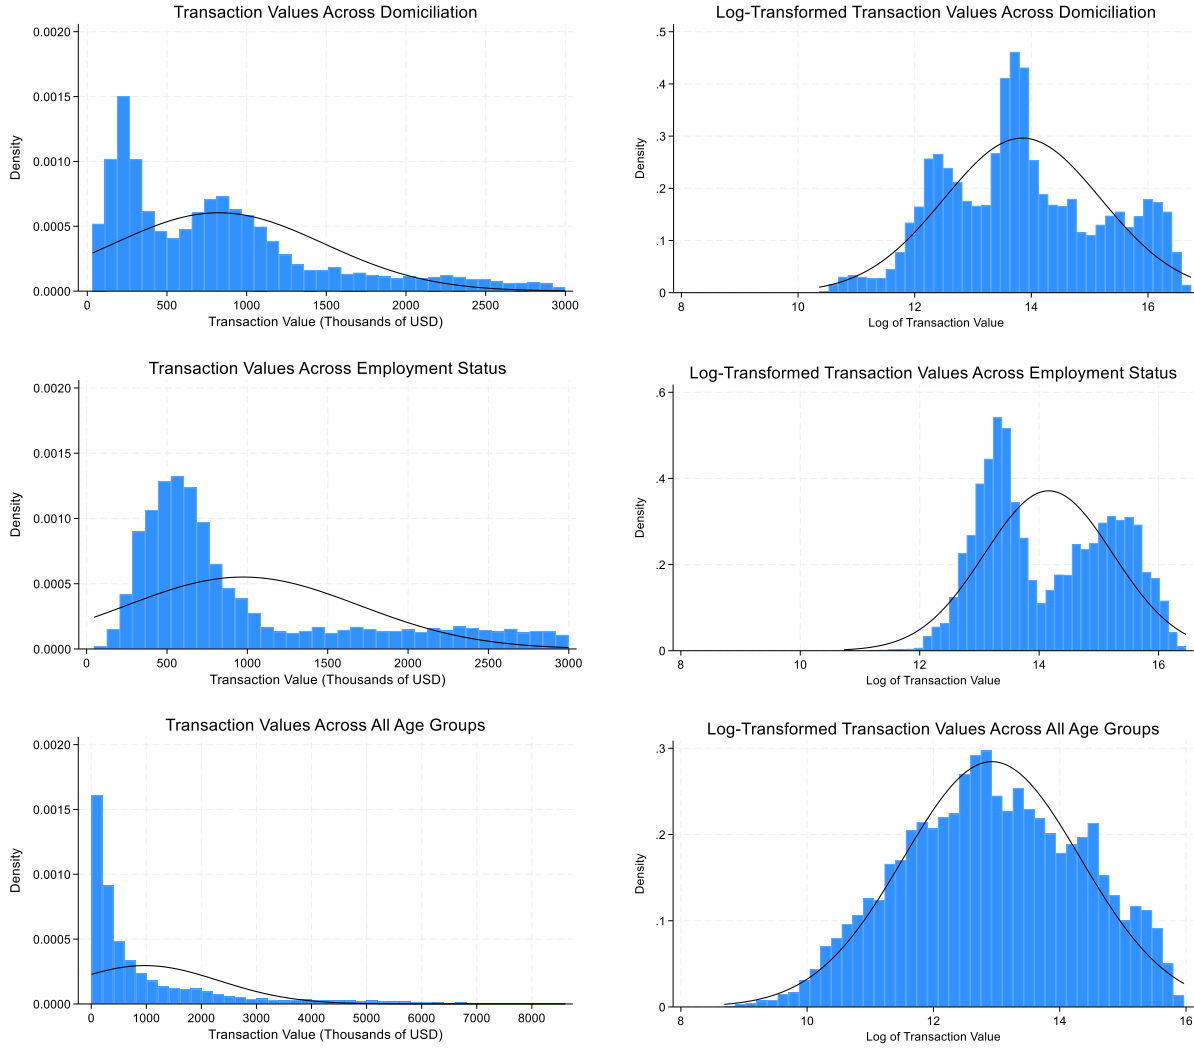 Transaction Values Across Domiciliation
0.0020
0.0015
0.0010
0.0005
0.0000
Density
0 500 1000 1500 2000 2500 3000
Transaction Value (Thousands of USD)
Log-Transformed Transaction Values Across Domiciliation
.5
.4
.3
.2
.1
0
Density
8 10 12 14 16
Log of Transaction Value
Transaction Values Across Employment Status
0.0020
0.0015
0.0010
0.0005
0.0000
Density
0 500 1000 1500 2000 2500 3000
Transaction Value (Thousands of USD)
Log-Transformed Transaction Values Across Employment Status
.6
.4
.2
0
Density
8 10 12 14 16
Log of Transaction Value
Transaction Values Across All Age Groups
0.0020
0.0015
0.0010
0.0005
0.0000
Density
0 1000 2000 3000 4000 5000 6000 7000 8000
Transaction Value (Thousands of USD)
Log-Transformed Transaction Values Across All Age Groups
.3
.2
.1
0
Density
8 10 12 14 16
Log of Transaction Value